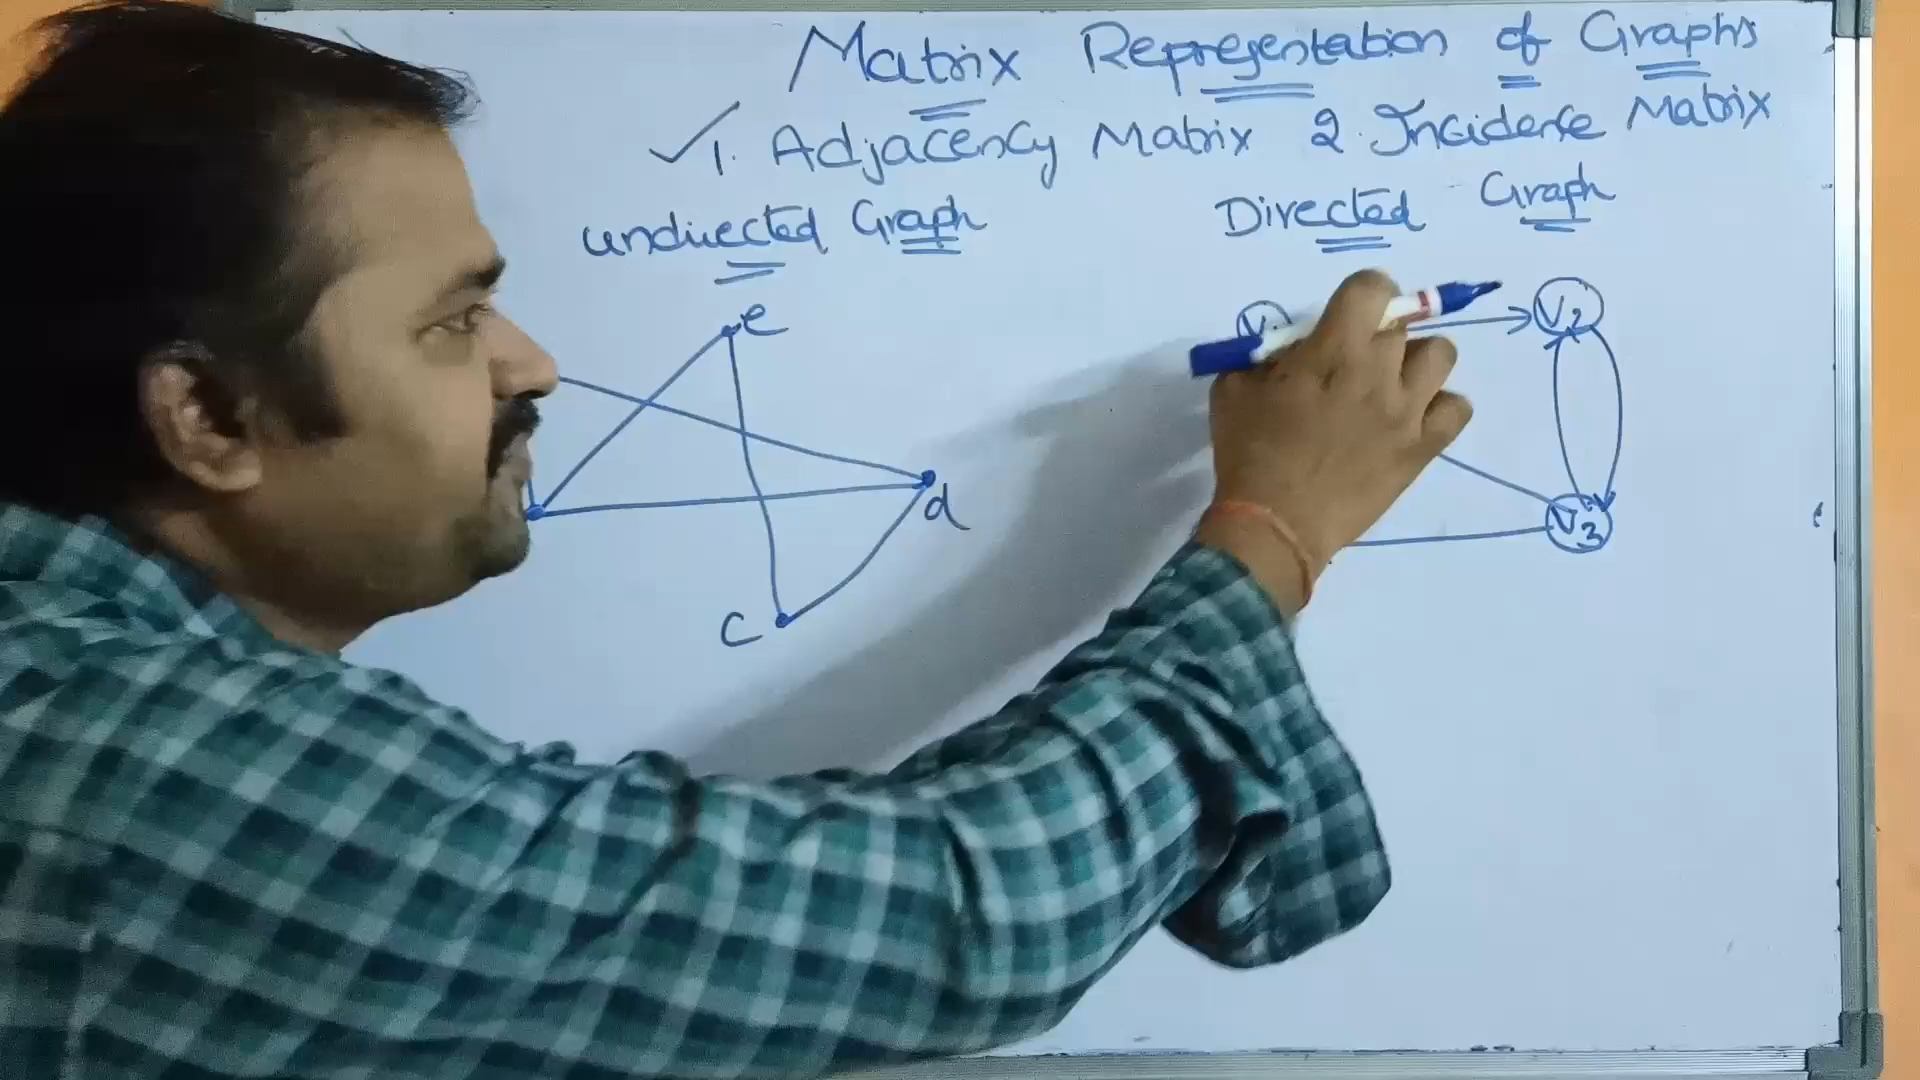 Matrix Representation of Graphs
✓1. Adjacency Matrix 2. Incidence Matrix
undirected Graph
Directed Graph
e
V2
d
V3
c